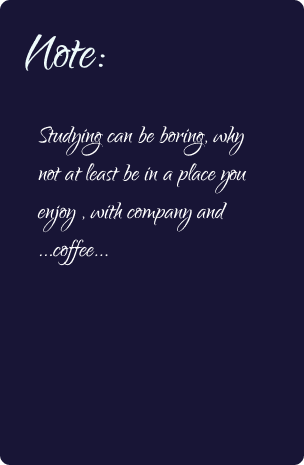 Note:
Studying can be boring, why
not at least be in a place you
enjoy , with company and
...coffee...